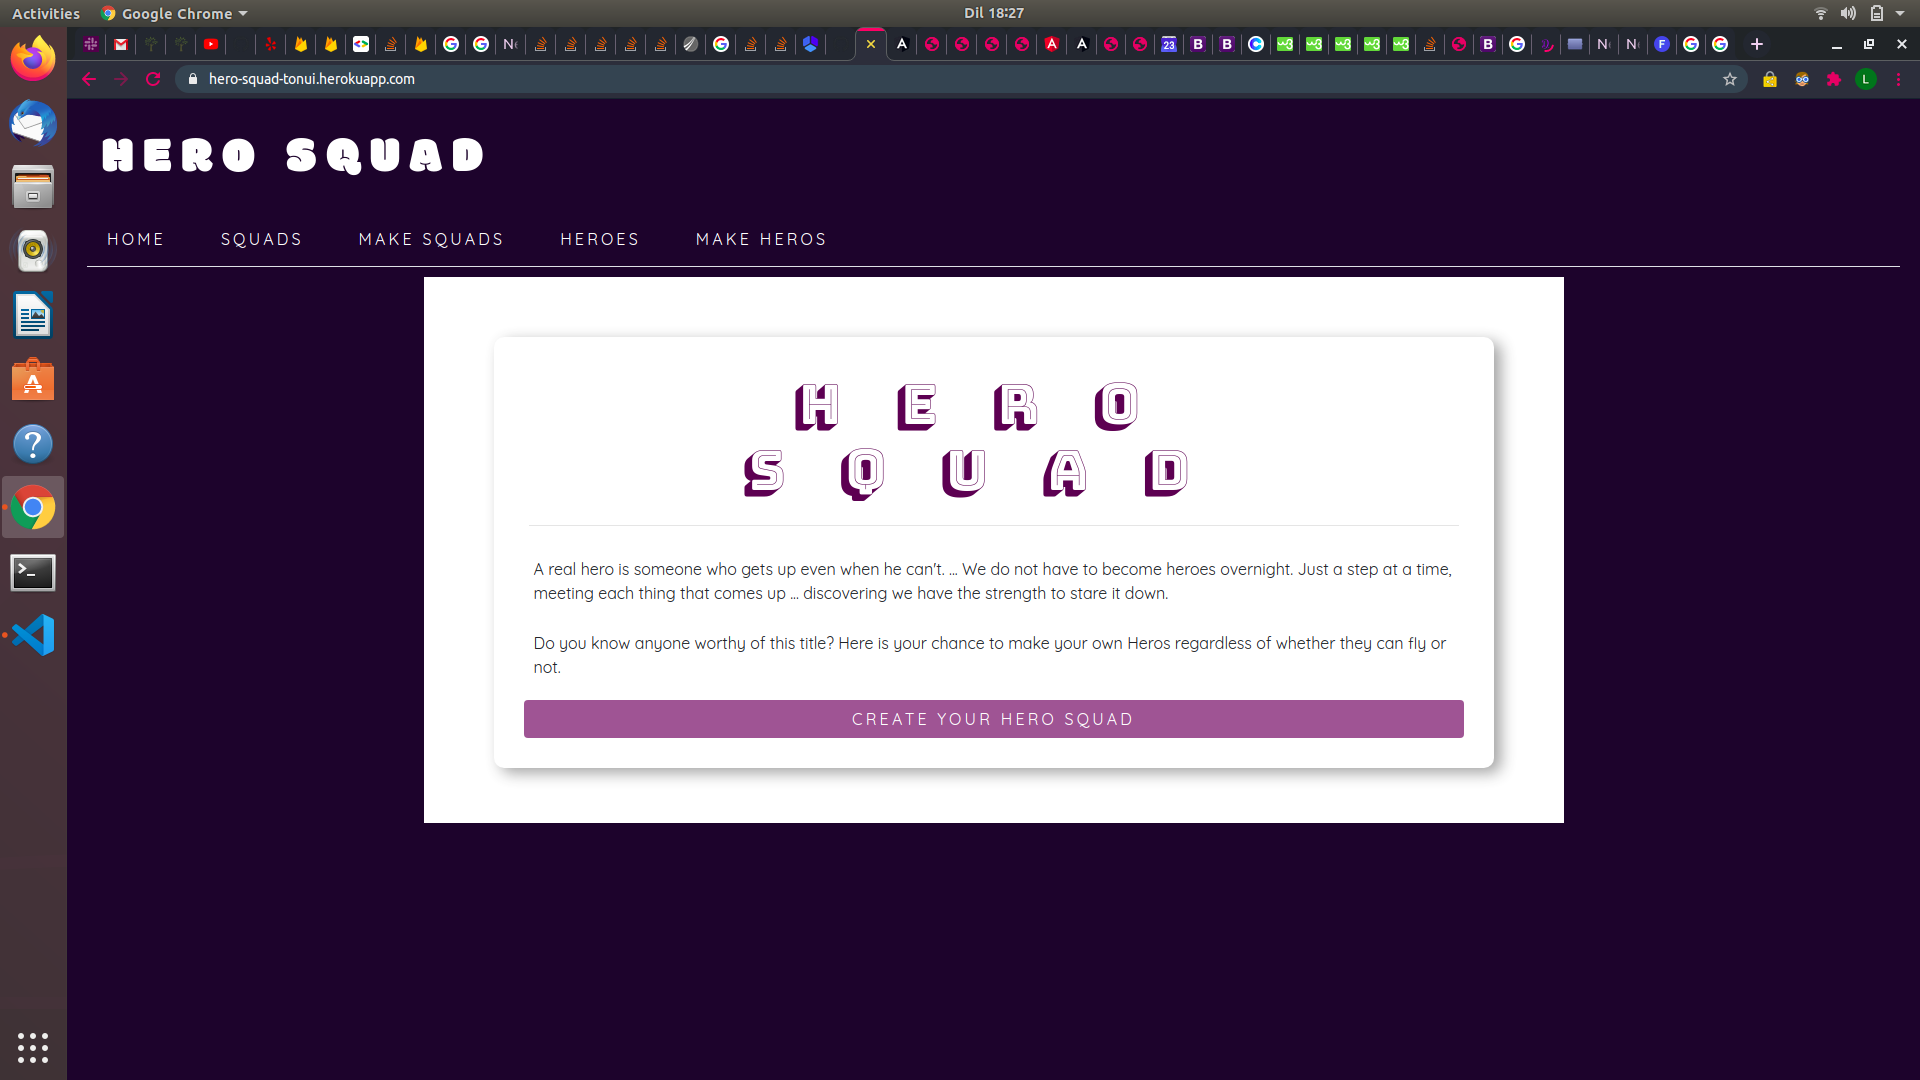 Activities Google Chrome Dil 18:27
hero-squad-tonui.herokuapp.com
HERO SQUAD
HOME SQUADS MAKE SQUADS HEROES MAKE HEROS
HERO
SQUAD
A real hero is someone who gets up even when he can't. ... We do not have to become heroes overnight. Just a step at a time,
meeting each thing that comes up ... discovering we have the strength to stare it down.
Do you know anyone worthy of this title? Here is your chance to make your own Heros regardless of whether they can fly or
not.
CREATE YOUR HERO SQUAD